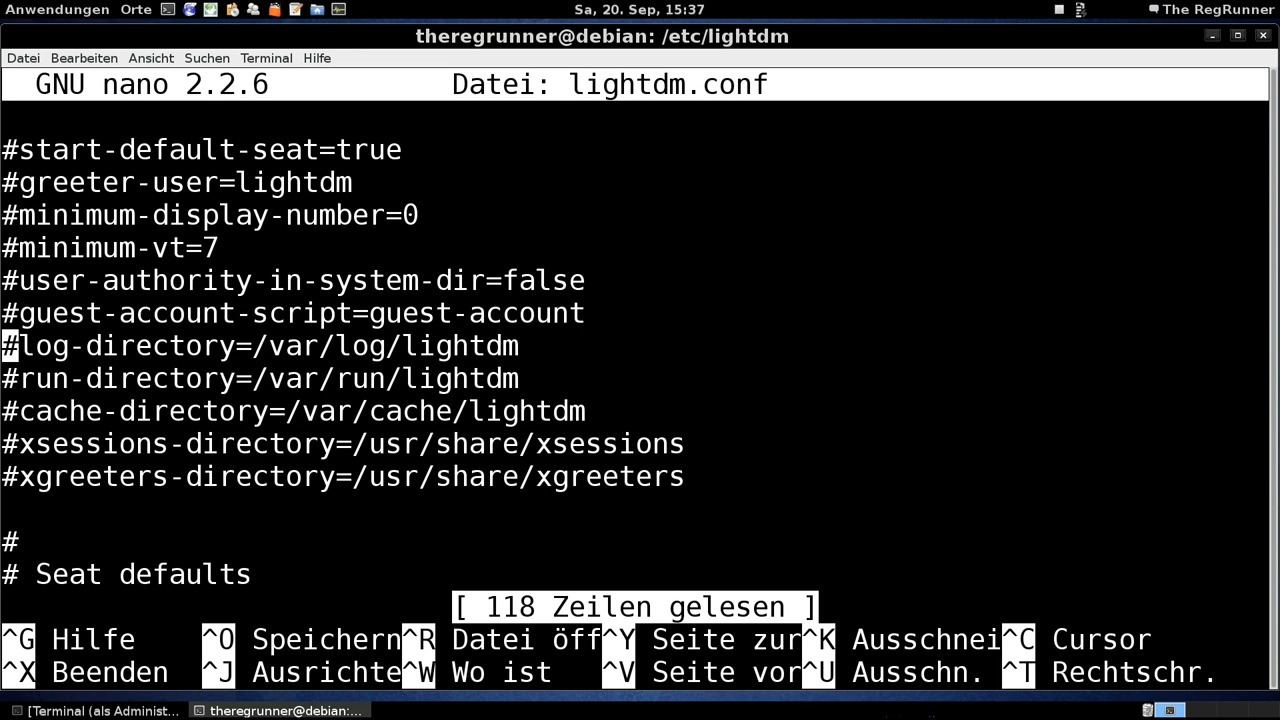 Anwendungen Orte Sa, 20. Sep, 15:37 The RegRunner
theregrunner@debian: /etc/lightdm
Datei Bearbeiten Ansicht Suchen Terminal Hilfe
GNU nano 2.2.6 Datei: lightdm.conf
#start-default-seat=true
#greeter-user=lightdm
#minimum-display-number=0
#minimum-vt=7
#user-authority-in-system-dir=false
#guest-account-script=guest-account
#log-directory=/var/log/lightdm
#run-directory=/var/run/lightdm
#cache-directory=/var/cache/lightdm
#xsessions-directory=/usr/share/xsessions
#xgreeters-directory=/usr/share/xgreeters
#
# Seat defaults
[ 118 Zeilen gelesen ]
^G Hilfe ^O Speichern^R Datei öff^Y Seite zur^K Ausschnei^C Cursor
^X Beenden ^J Ausrichte^W Wo ist ^V Seite vor^U Ausschn. ^T Rechtschr.
[Terminal (als Administ... theregrunner@debian:...